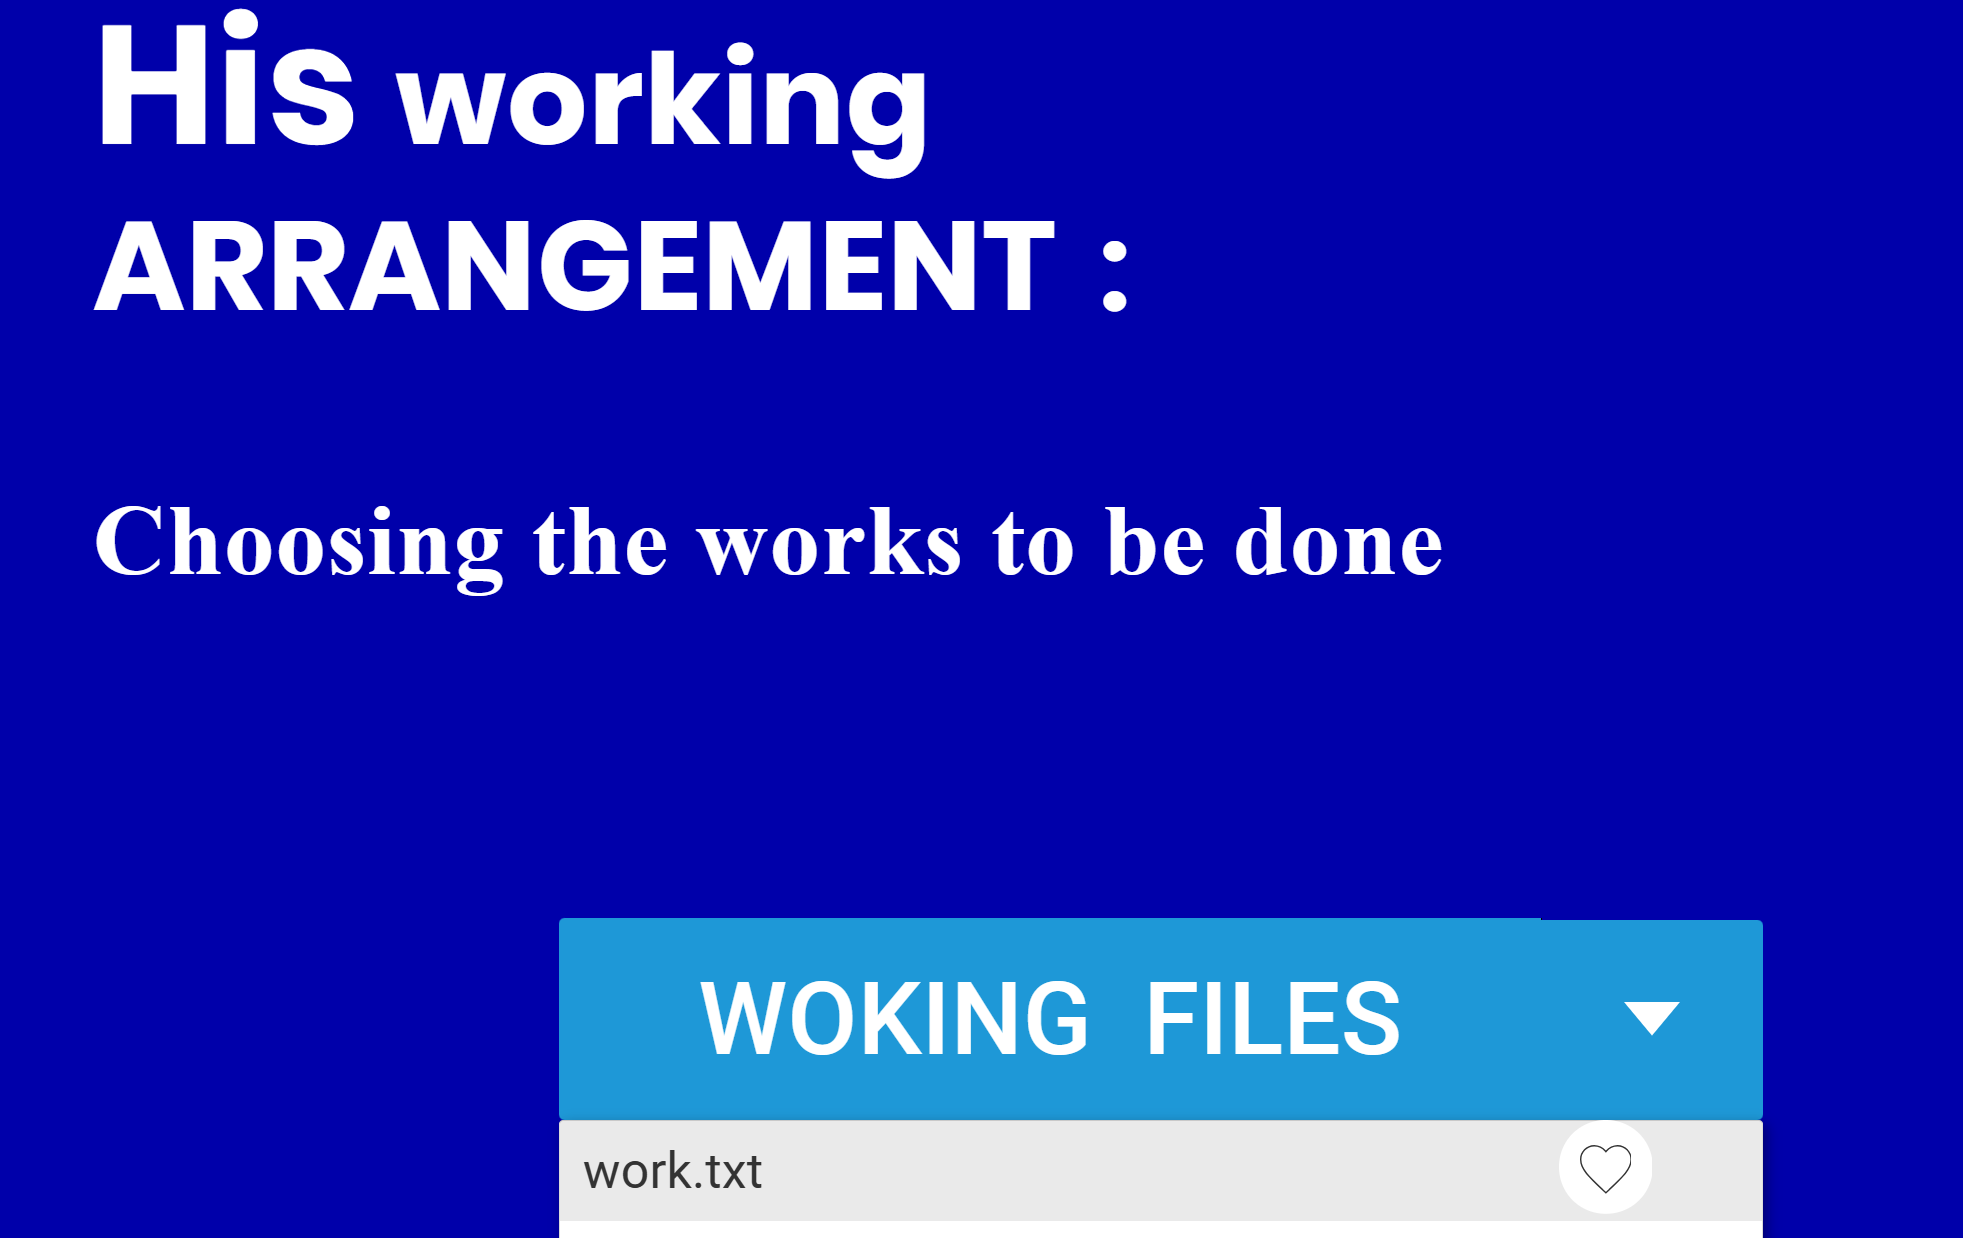 His working
ARRANGEMENT :
Choosing the works to be done
WOKING FILES
work.txt